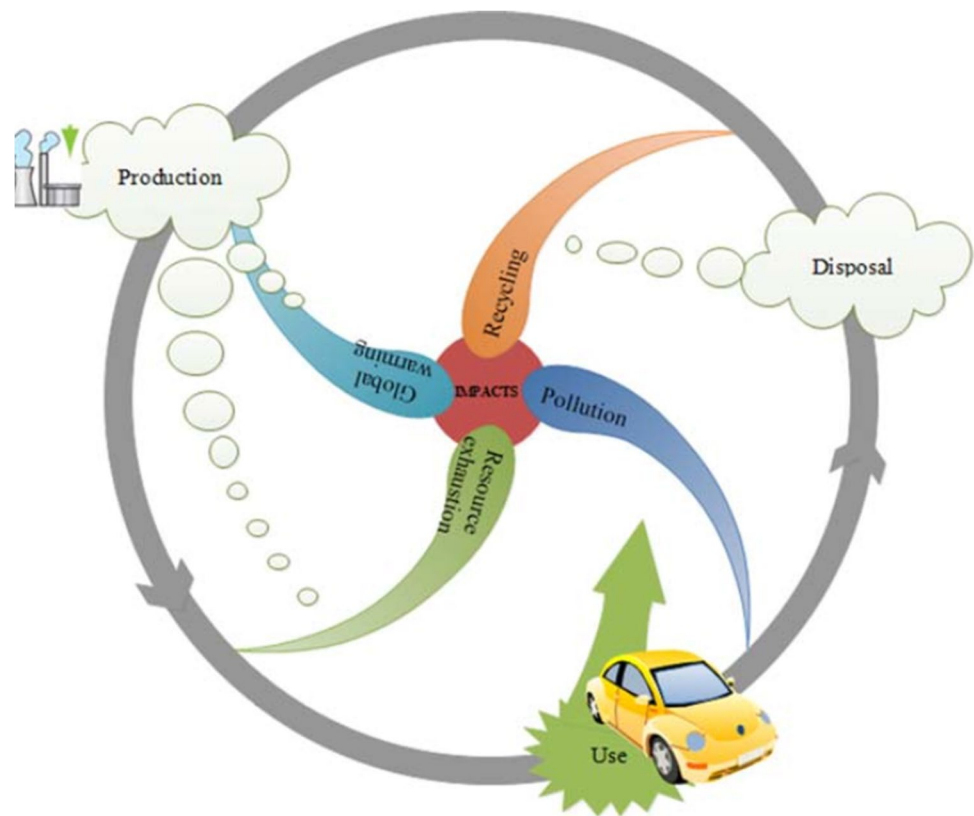 Production
Recycling
Disposal
Global
warming
IMPACTS
Pollution
Resource
exhaustion
Use